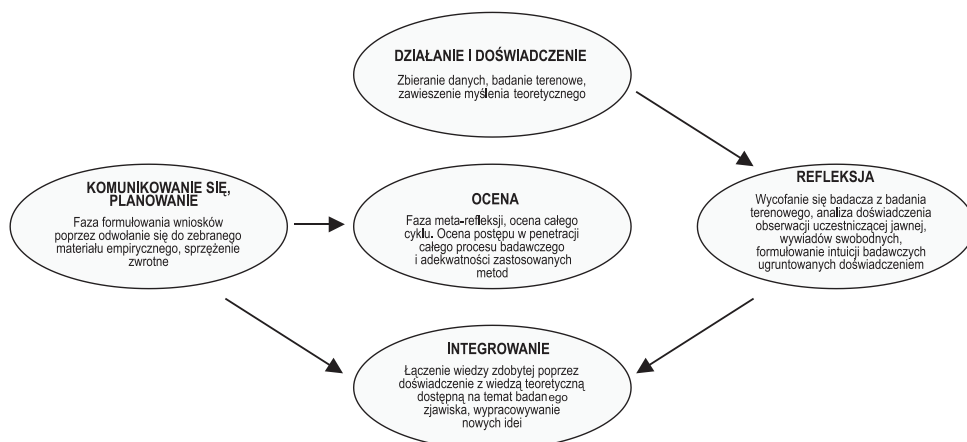 DZIAŁANIE I DOŚWIADCZENIE
Zbieranie danych, badanie terenowe,
zawieszenie myślenia teoretycznego
KOMUNIKOWANIE SIĘ,
PLANOWANIE
Faza formułowania wniosków
poprzez odwołanie się do zebranego
materiału empirycznego, sprzężenie
zwrotne
OCENA
Faza meta-refleksji, ocena całego
cyklu. Ocena postępu w penetracji
całego procesu badawczego
i adekwatności zastosowanych
metod
REFLEKSJA
Wycofanie się badacza z badania
terenowego, analiza doświadczenia
obserwacji uczestniczącej jawnej,
wywiadów swobodnych,
formułowanie intuicji badawczych
ugruntowanych doświadczeniem
INTEGROWANIE
Łączenie wiedzy zdobytej poprzez
doświadczenie z wiedzą teoretyczną
dostępną na temat badanego
zjawiska, wypracowywanie
nowych idei